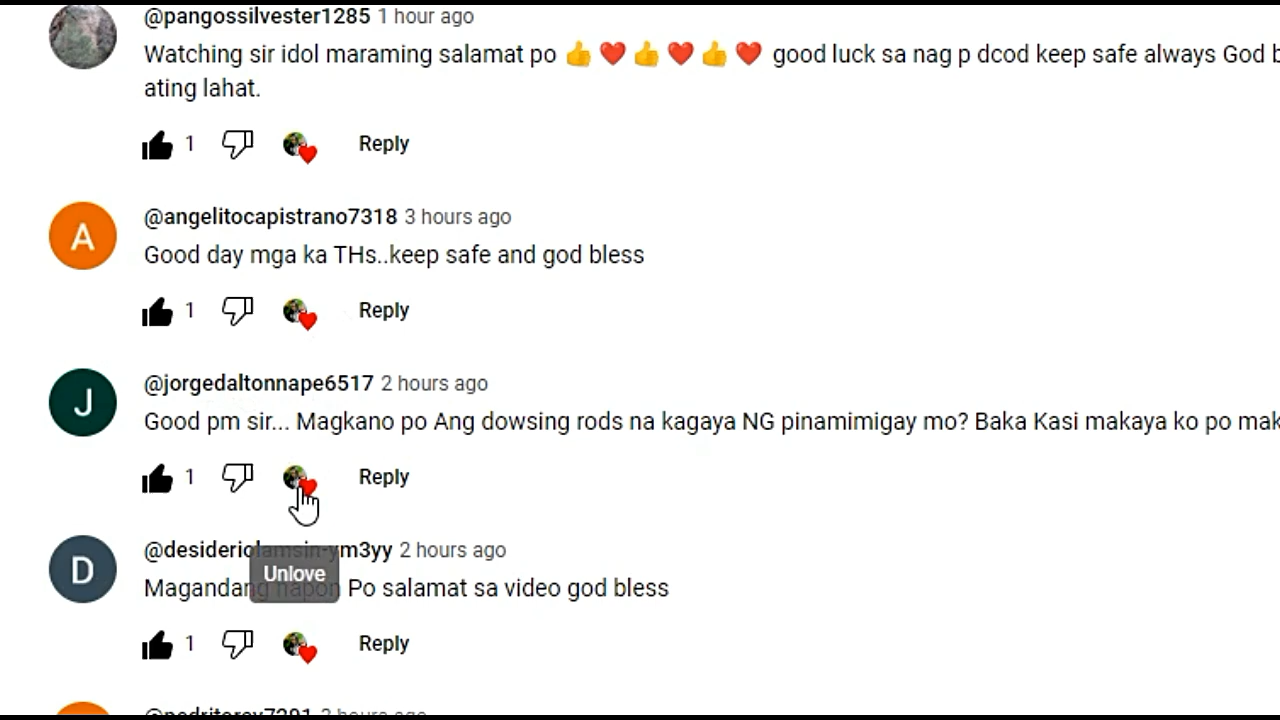 @pangossilvester1285 1 hour ago
Watching sir idol maraming salamat po 👍❤️👍❤️👍❤️ good luck sa nag p dcod keep safe always God
ating lahat.
1 Reply
A
@angelitocapistrano7318 3 hours ago
Good day mga ka THs..keep safe and god bless
1 Reply
J
@jorgedaltonnape6517 2 hours ago
Good pm sir... Magkano po Ang dowsing rods na kagaya NG pinamimigay mo? Baka Kasi makaya ko po
1 Reply
D
@desideriolamsin-ym3yy 2 hours ago
Unlove
Magandang hapon Po salamat sa video god bless
1 Reply